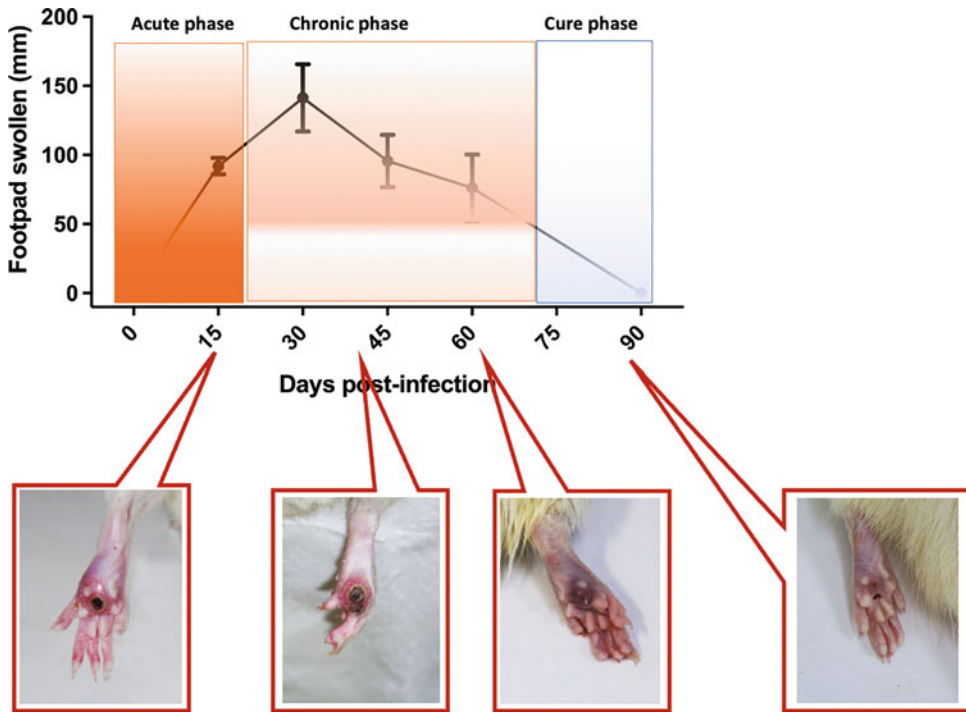 Acute phase
Chronic phase
Cure phase
Footpad swollen (mm)
200
150
100
50
0
0
15
30
45
60
75
90
Days post-infection